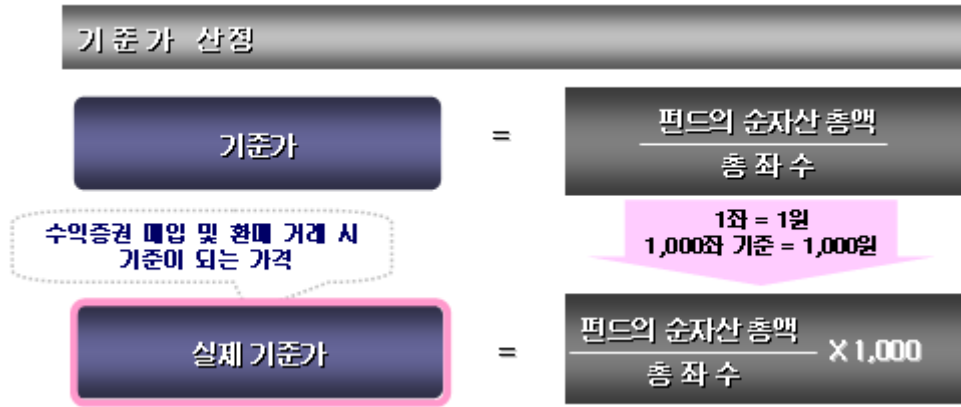 기 준 가 산 정
기준가
=
펀드의 순자산 총액
총 좌 수
수익증권 매입 및 환매 거래 시
기준이 되는 가격
1좌 = 1원
1,000좌 기준 = 1,000원
실제 기준가
=
펀드의 순자산 총액
총 좌 수
X 1,000